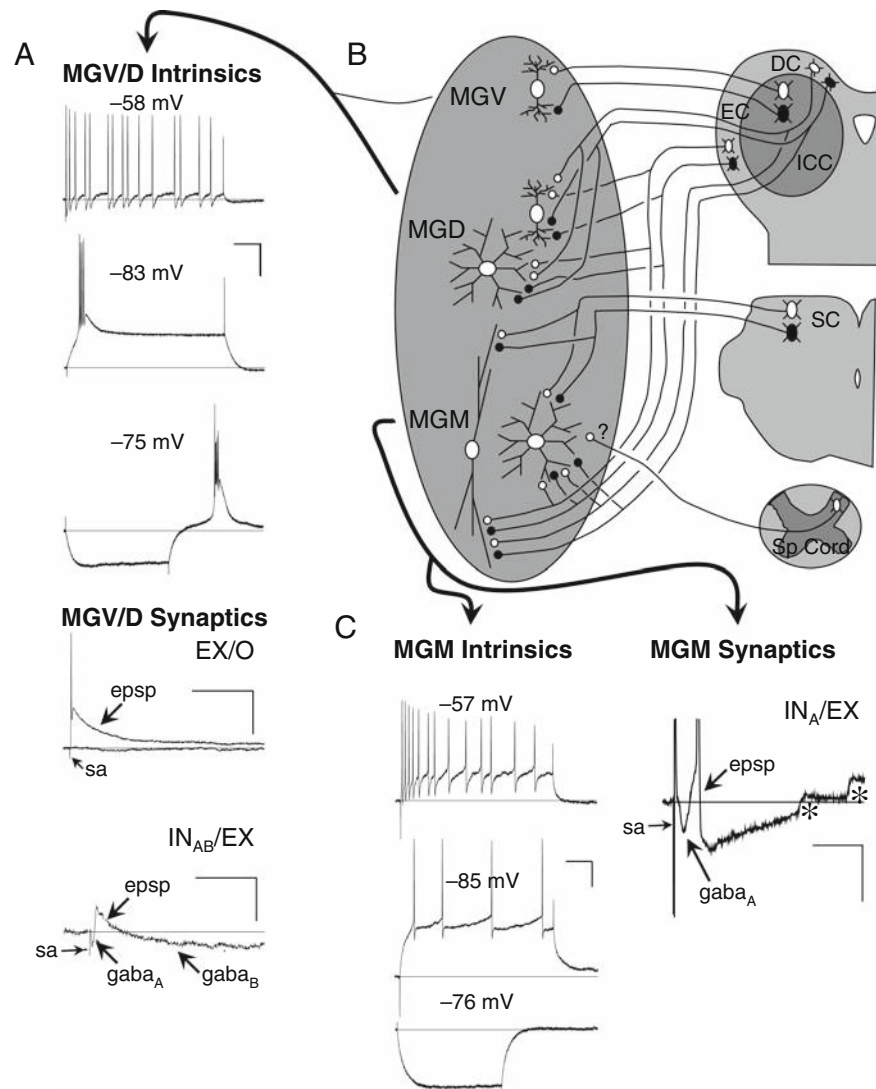 A
MGV/D Intrinsics
–58 mV
–83 mV
–75 mV
MGV/D Synaptics
EX/O
epsp
sa
IN_AB/EX
epsp
sa
gaba_A
gaba_B
B
MGV
MGD
MGM
?
DC
EC
ICC
SC
Sp Cord
C
MGM Intrinsics
–57 mV
–85 mV
–76 mV
MGM Synaptics
IN_A/EX
epsp
sa
gaba_A
*
*